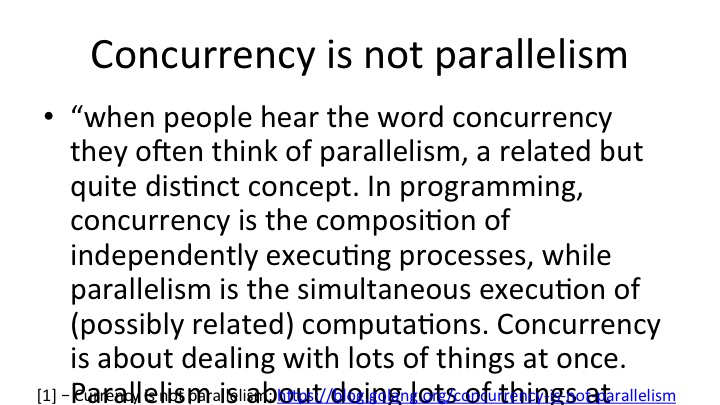 Concurrency is not parallelism
• “when people hear the word concurrency
they often think of parallelism, a related but
quite distinct concept. In programming,
concurrency is the composition of
independently executing processes, while
parallelism is the simultaneous execution of
(possibly related) computations. Concurrency
is about dealing with lots of things at once.
Parallelism is about doing lots of things at
[1] – Currency is not parallelism: https://blog.golang.org/concurrency-is-not-parallelism